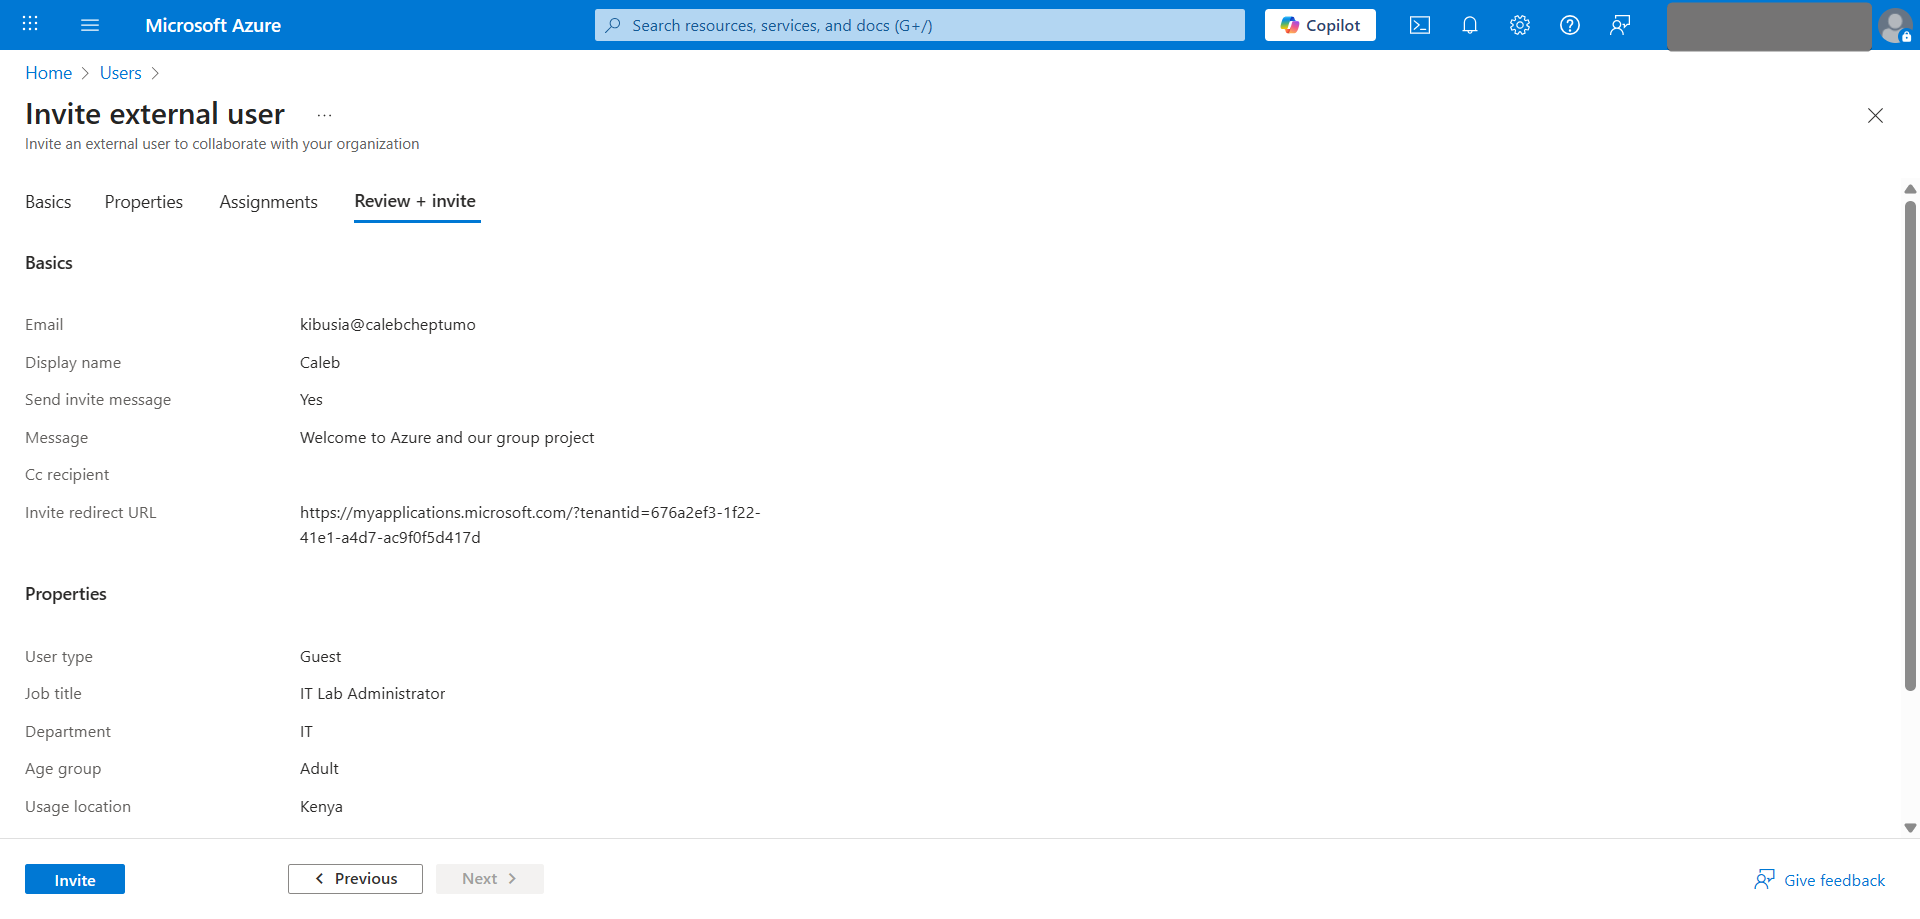 Microsoft Azure
Search resources, services, and docs (G+/)
Copilot
Home
Users
Invite external user
...
Invite an external user to collaborate with your organization
Basics
Properties
Assignments
Review + invite
Basics
Email
kibusia@calebcheptumo
Display name
Caleb
Send invite message
Yes
Message
Welcome to Azure and our group project
Cc recipient
Invite redirect URL
https://myapplications.microsoft.com/?tenantid=676a2ef3-1f22-
41e1-a4d7-ac9f0f5d417d
Properties
User type
Guest
Job title
IT Lab Administrator
Department
IT
Age group
Adult
Usage location
Kenya
Invite
Previous
Next
Give feedback